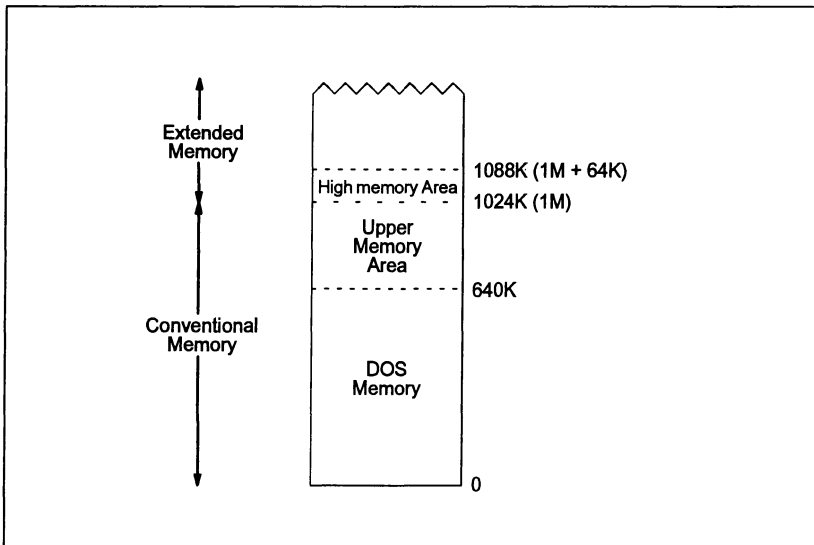 Extended
Memory
1088K (1M + 64K)
High memory Area
1024K (1M)
Upper
Memory
Area
640K
Conventional
Memory
DOS
Memory
0